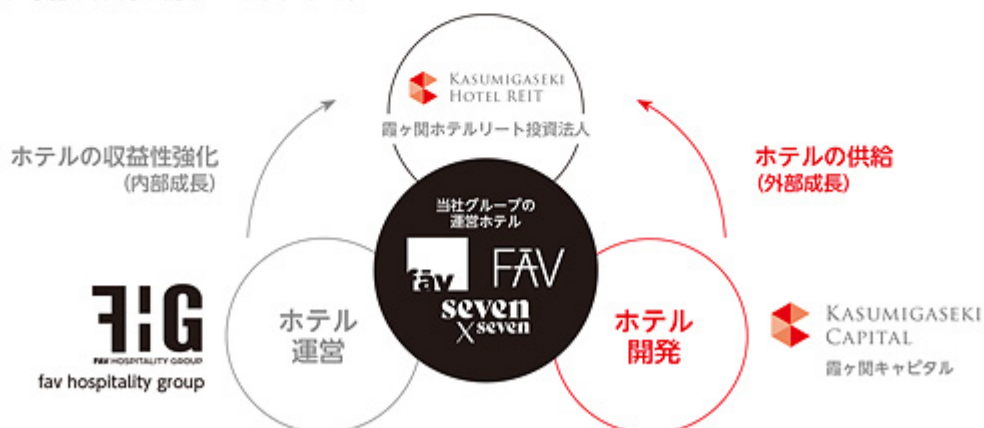 KASUMIGASEKI
HOTEL REIT
霞ヶ関ホテルリート投資法人
ホテルの収益性強化
(内部成長)
ホテルの供給
(外部成長)
当社グループの
運営ホテル
fav
FAV
seven
X seven
FHG
FAV HOSPITALITY GROUP
fav hospitality group
ホテル
運営
ホテル
開発
KASUMIGASEKI
CAPITAL
霞ヶ関キャピタル